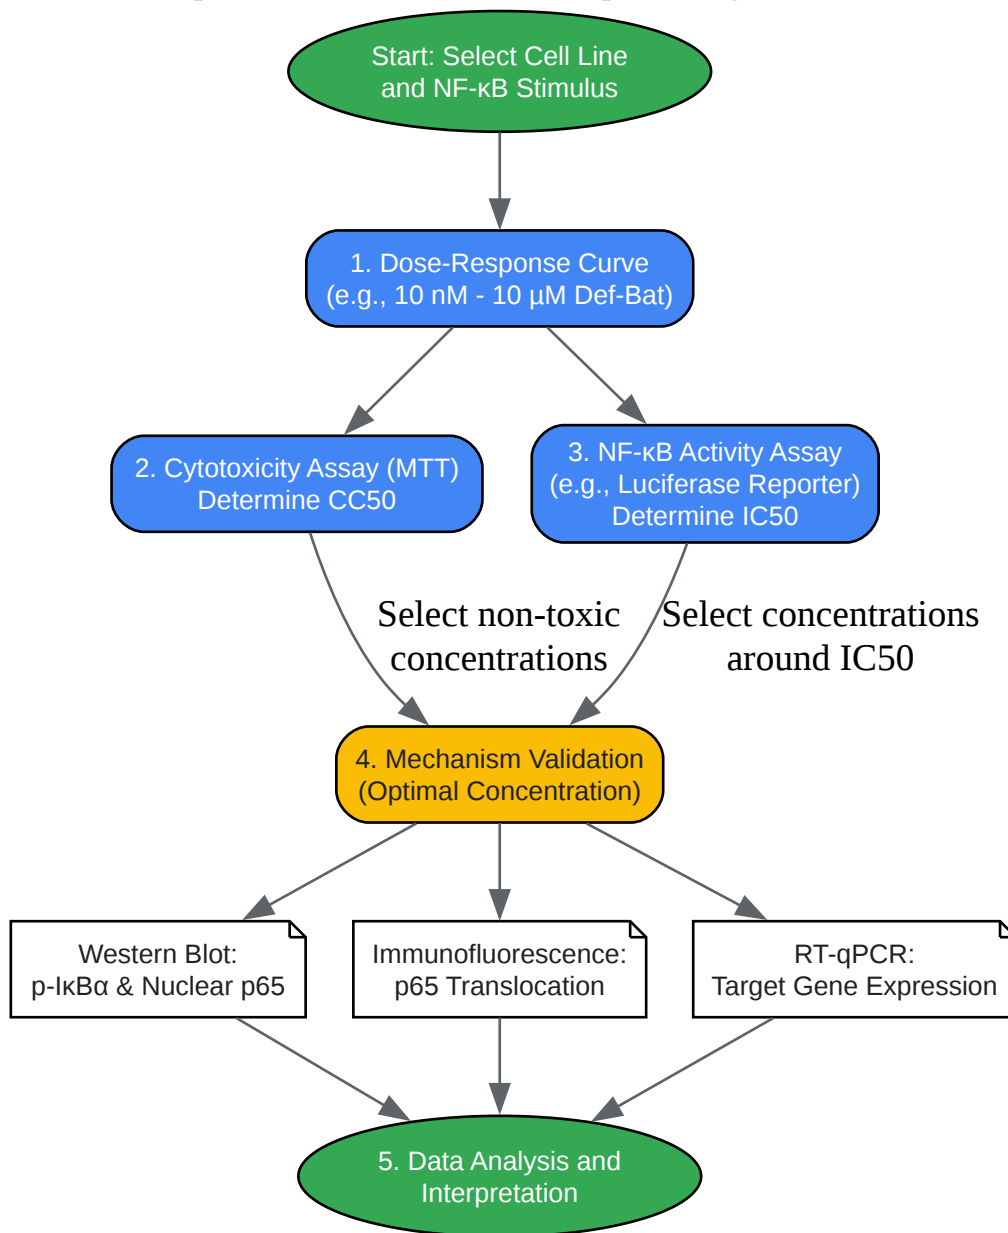 Start: Select Cell Line
and NF-κB Stimulus
1. Dose-Response Curve
(e.g., 10 nM - 10 µM Def-Bat)
2. Cytotoxicity Assay (MTT)
Determine CC50
3. NF-κB Activity Assay
(e.g., Luciferase Reporter)
Determine IC50
Select non-toxic
concentrations
Select concentrations
around IC50
4. Mechanism Validation
(Optimal Concentration)
Western Blot:
p-IκBα & Nuclear p65
Immunofluorescence:
p65 Translocation
RT-qPCR:
Target Gene Expression
5. Data Analysis and
Interpretation